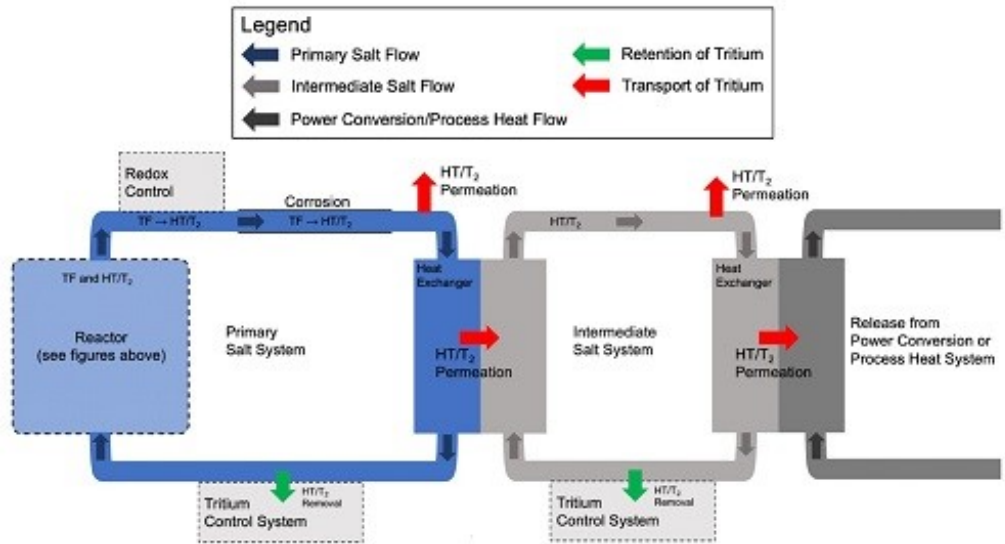 Legend
Primary Salt Flow
Retention of Tritium
Intermediate Salt Flow
Transport of Tritium
Power Conversion/Process Heat Flow
Redox
Control
Corrosion
TF → HT/T₂
TF → HT/T₂
HT/T₂
Permeation
HT/T₂
HT/T₂
Permeation
TF and HT/T₂
Reactor
(see figures above)
Primary
Salt System
Heat
Exchanger
HT/T₂
Permeation
Intermediate
Salt System
Heat
Exchanger
HT/T₂
Permeation
Release from
Power Conversion or
Process Heat System
HT/T₂
Removal
Tritium
Control System
HT/T₂
Removal
Tritium
Control System